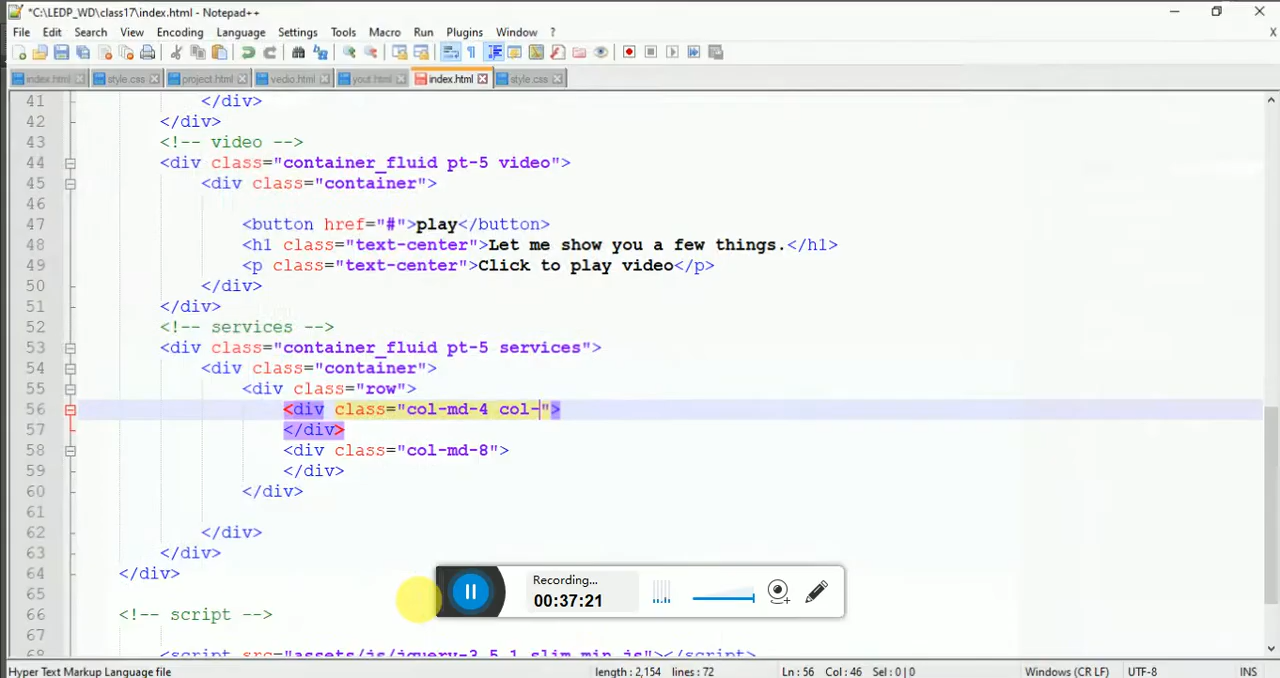 *C:\LEDP_WD\class17\index.html - Notepad++
File Edit Search View Encoding Language Settings Tools Macro Run Plugins Window ? X
index.html style.css project.html vedio.html yout.html index.html style.css
41 </div>
42 </div>
43 <!-- video -->
44 <div class="container_fluid pt-5 video">
45 <div class="container">
46
47 <button href="#">play</button>
48 <h1 class="text-center">Let me show you a few things.</h1>
49 <p class="text-center">Click to play video</p>
50 </div>
51 </div>
52 <!-- services -->
53 <div class="container_fluid pt-5 services">
54 <div class="container">
55 <div class="row">
56 <div class="col-md-4 col-">
57 </div>
58 <div class="col-md-8">
59 </div>
60 </div>
61
62 </div>
63 </div>
64 </div>
65
66 <!-- script -->
67
68 <script src="assets/js/jquery-3.5.1.slim.min.js"></script>
Recording...
00:37:21
Hyper Text Markup Language file length : 2,154 lines : 72 Ln : 56 Col : 46 Sel : 0 | 0 Windows (CR LF) UTF-8 INS